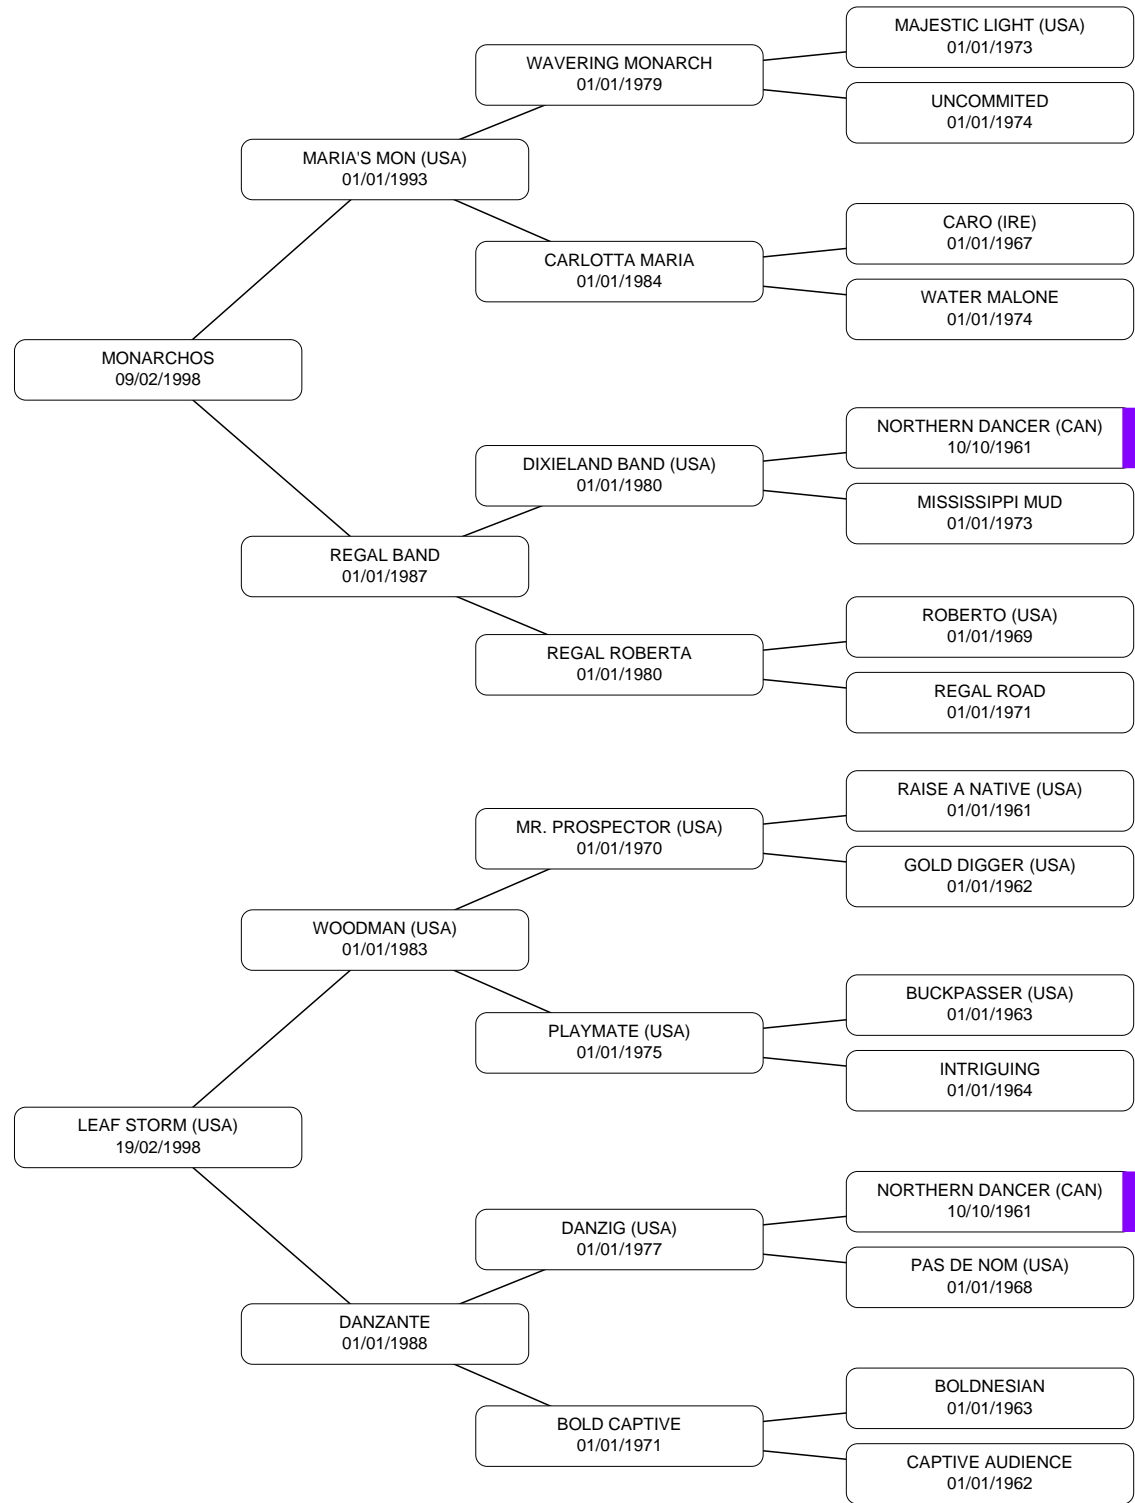 MAJESTIC LIGHT (USA)
01/01/1973
WAVERING MONARCH
01/01/1979
UNCOMMITED
01/01/1974
MARIA'S MON (USA)
01/01/1993
CARO (IRE)
01/01/1967
CARLOTTA MARIA
01/01/1984
WATER MALONE
01/01/1974
MONARCHOS
09/02/1998
NORTHERN DANCER (CAN)
10/10/1961
DIXIELAND BAND (USA)
01/01/1980
MISSISSIPPI MUD
01/01/1973
REGAL BAND
01/01/1987
ROBERTO (USA)
01/01/1969
REGAL ROBERTA
01/01/1980
REGAL ROAD
01/01/1971
RAISE A NATIVE (USA)
01/01/1961
MR. PROSPECTOR (USA)
01/01/1970
GOLD DIGGER (USA)
01/01/1962
WOODMAN (USA)
01/01/1983
BUCKPASSER (USA)
01/01/1963
PLAYMATE (USA)
01/01/1975
INTRIGUING
01/01/1964
LEAF STORM (USA)
19/02/1998
NORTHERN DANCER (CAN)
10/10/1961
DANZIG (USA)
01/01/1977
PAS DE NOM (USA)
01/01/1968
DANZANTE
01/01/1988
BOLDNESIAN
01/01/1963
BOLD CAPTIVE
01/01/1971
CAPTIVE AUDIENCE
01/01/1962